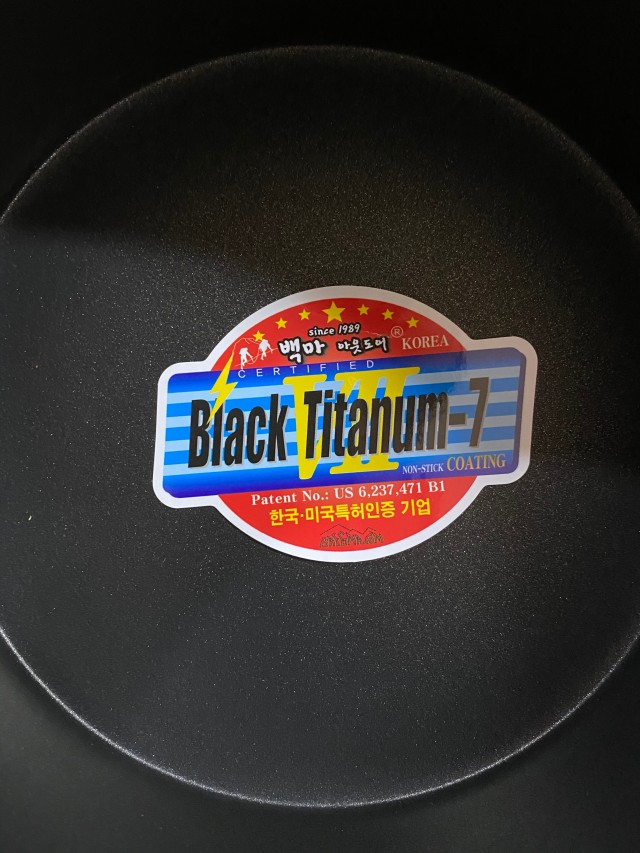 since 1989
백마 아웃도어 ® KOREA
CERTIFIED
VII
Black Titanum-7
NON-STICK COATING
Patent No.: US 6,237,471 B1
한국·미국특허인증 기업